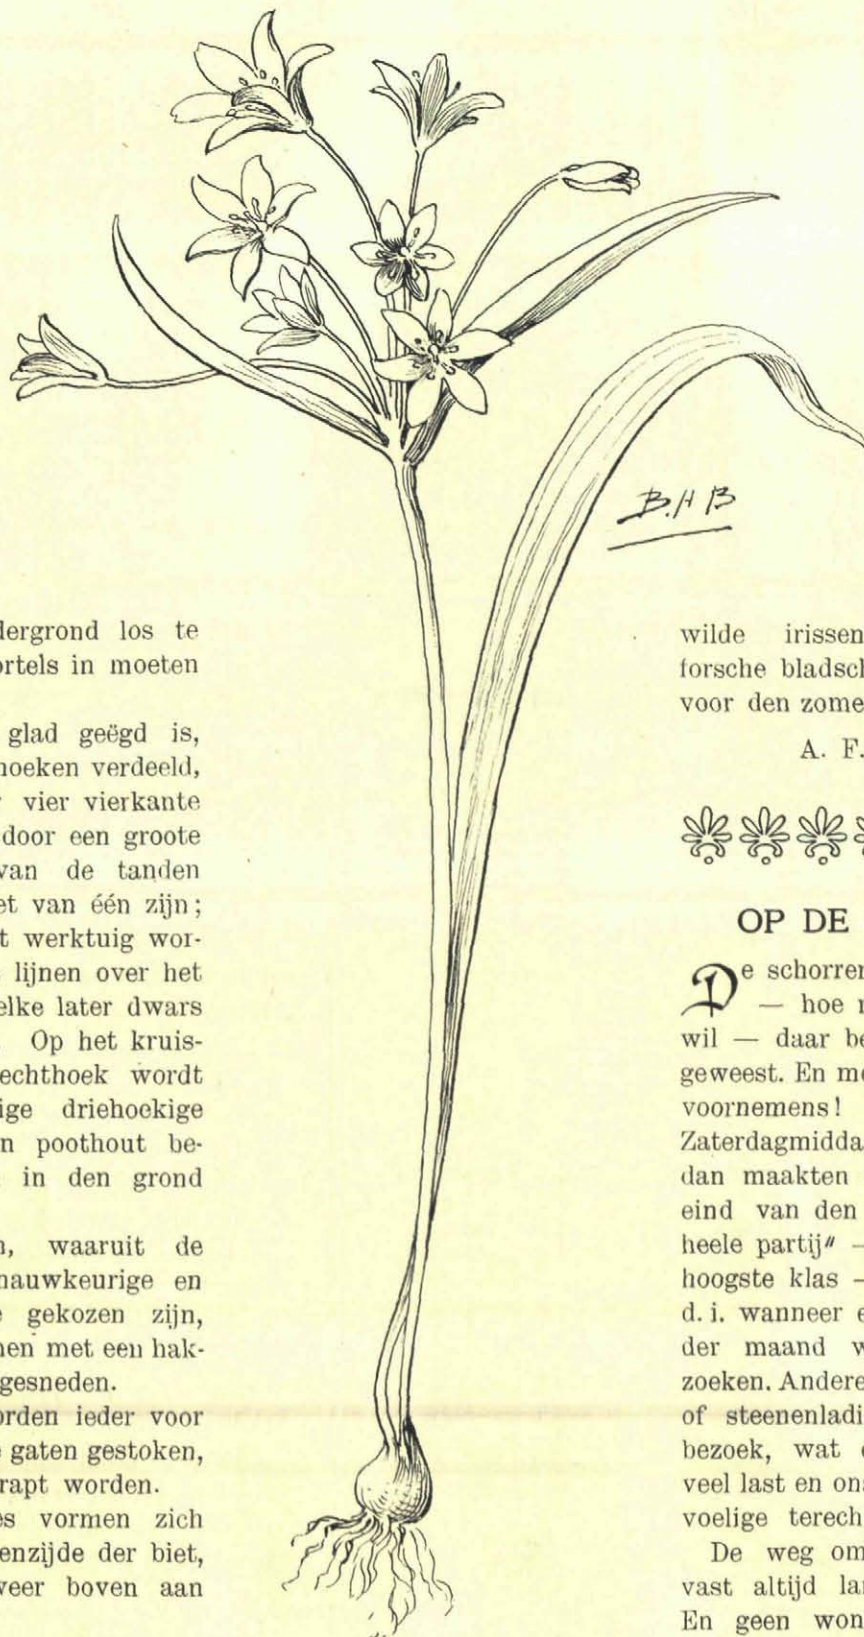 B.H B
dergrond los te
ortels in moeten
glad geëgd is,
hoeken verdeeld,
vier vierkante
door een groote
van de tanden
et van één zijn;
t werktuig wor-
lijnen over het
elke later dwars
Op het kruis-
echthoek wordt
ige driehoekige
n poothout be-
in den grond
n, waaruit de
nauwkeurige en
e gekozen zijn,
nen met een hak-
gesneden.
orden ieder voor
e gaten gestoken,
rapt worden.
es vormen zich
enzijde der biet,
veer boven aan
wilde irissen
forsche bladsch
voor den zome
A. F.
OP DE
De schorren
— hoe
wil — daar be
geweest. En me
voornemens!
Zaterdagmidda
dan maakten
eind van den
heele partij" –
hoogste klas –
d. i. wanneer e
der maand w
zoeken. Andere
of steenenladi
bezoek, wat
veel last en on
voelige terech
De weg om
vast altijd lan
En geen won